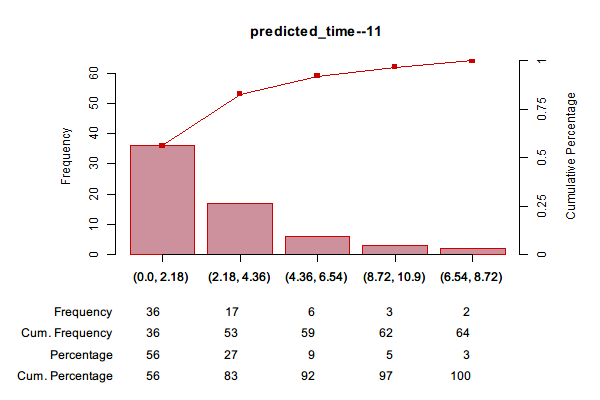 predicted_time--11
Frequency
0
10
20
30
40
50
60
Cumulative Percentage
0
0.25
0.5
0.75
1
(0.0, 2.18) (2.18, 4.36) (4.36, 6.54) (8.72, 10.9) (6.54, 8.72)
Frequency 36 17 6 3 2
Cum. Frequency 36 53 59 62 64
Percentage 56 27 9 5 3
Cum. Percentage 56 83 92 97 100